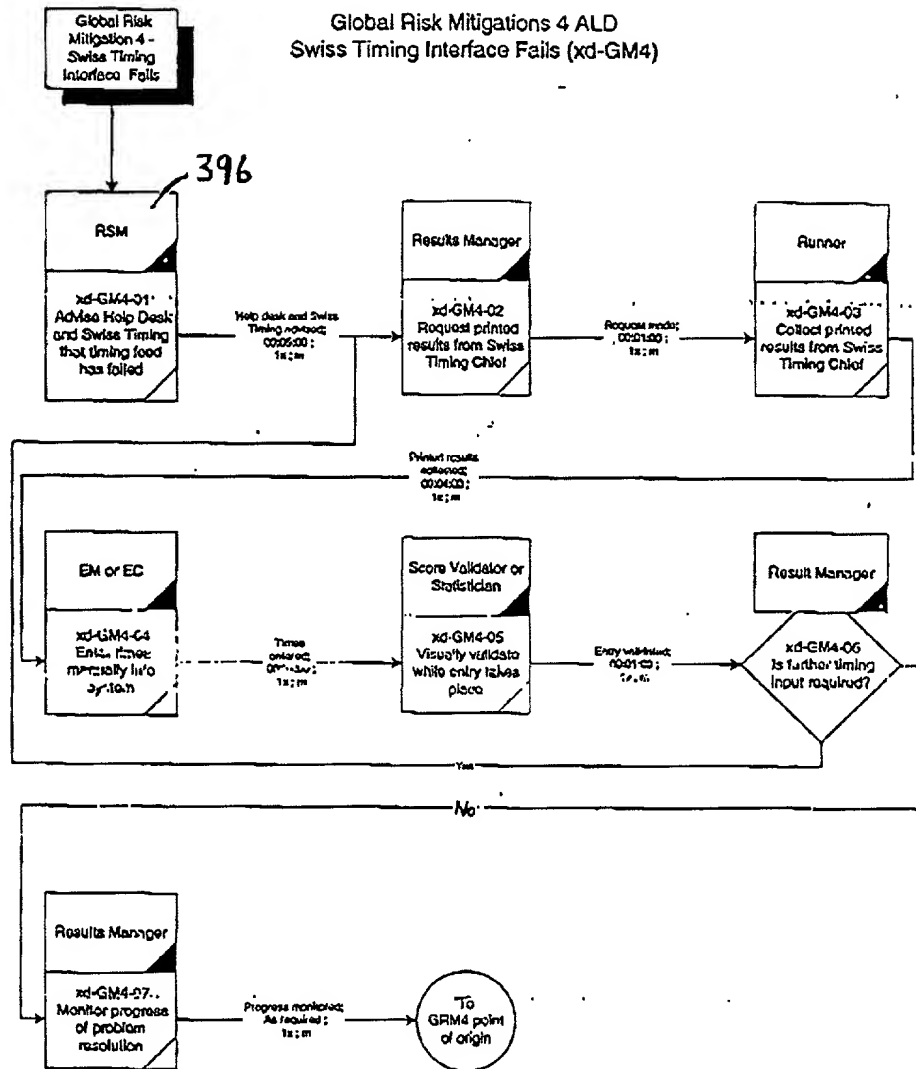 Global Risk Mitigations 4 ALD
Swiss Timing Interface Fails (xd-GM4)
Global Risk
Mitigation 4 -
Swiss Timing
Interface Fails
396
RSM
xd-GM4-01
Advise Help Desk
and Swiss Timing
that timing feed
has failed
Help desk and Swiss
Timing advised;
00:05:00 ;
1x ; m
Results Manager
xd-GM4-02
Request printed
results from Swiss
Timing Chief
Request made;
00:01:00 ;
1x ; m
Runner
xd-GM4-03
Collect printed
results from Swiss
Timing Chief
Printed results
collected;
00:04:00 ;
1x ; m
EM or EC
xd-GM4-04
Enter times
manually into
system
Times
entered;
1x ; m
Score Validator or
Statistician
xd-GM4-05
Visually validate
while entry takes
place
Entry validated;
00:01:00 ;
1x ; m
Result Manager
xd-GM4-06
Is further timing
input required?
Yes
No
Results Manager
xd-GM4-07
Monitor progress
of problem
resolution
Progress monitored;
As required ;
1x ; m
To
GRM4 point
of origin